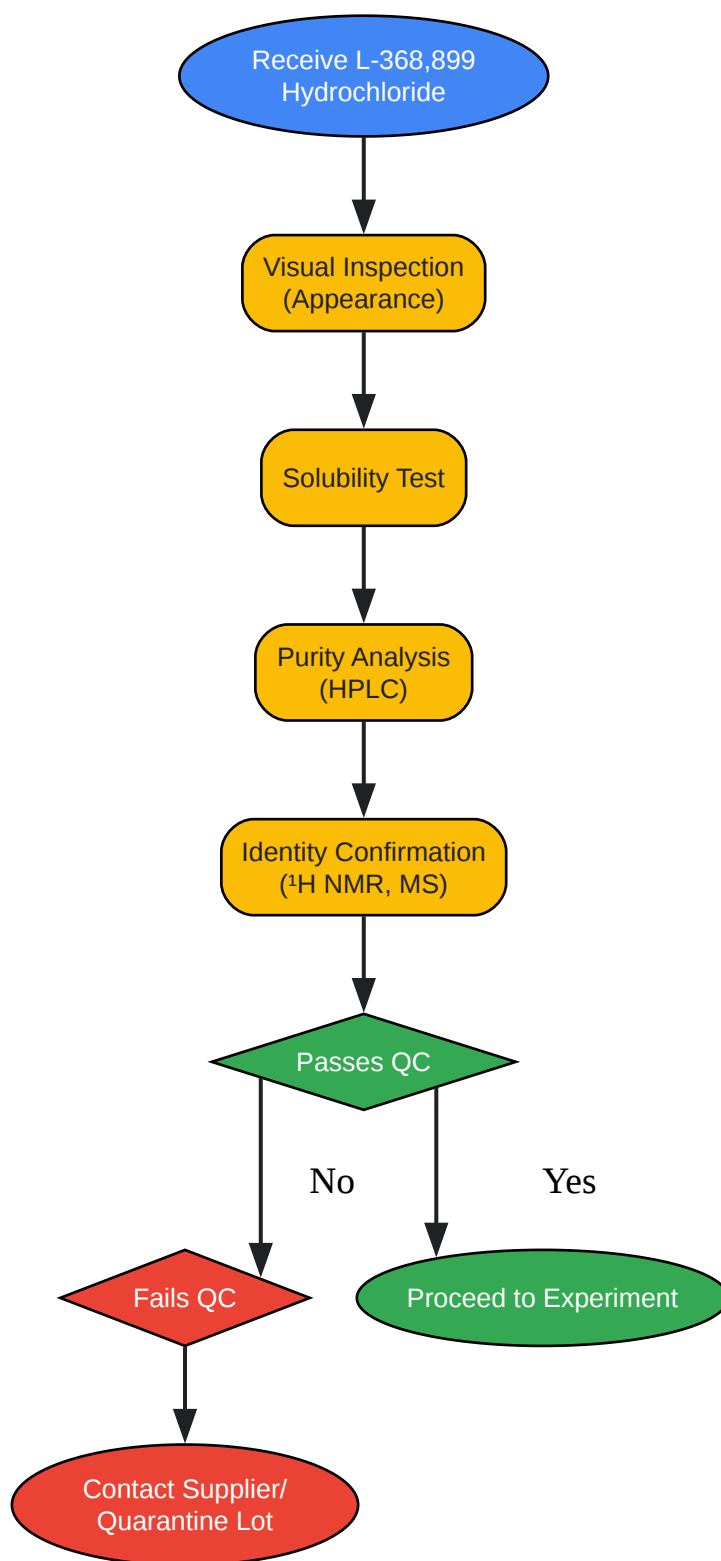 Receive L-368,899
Hydrochloride
Visual Inspection
(Appearance)
Solubility Test
Purity Analysis
(HPLC)
Identity Confirmation
(¹H NMR, MS)
Passes QC
No
Yes
Fails QC
Proceed to Experiment
Contact Supplier/
Quarantine Lot